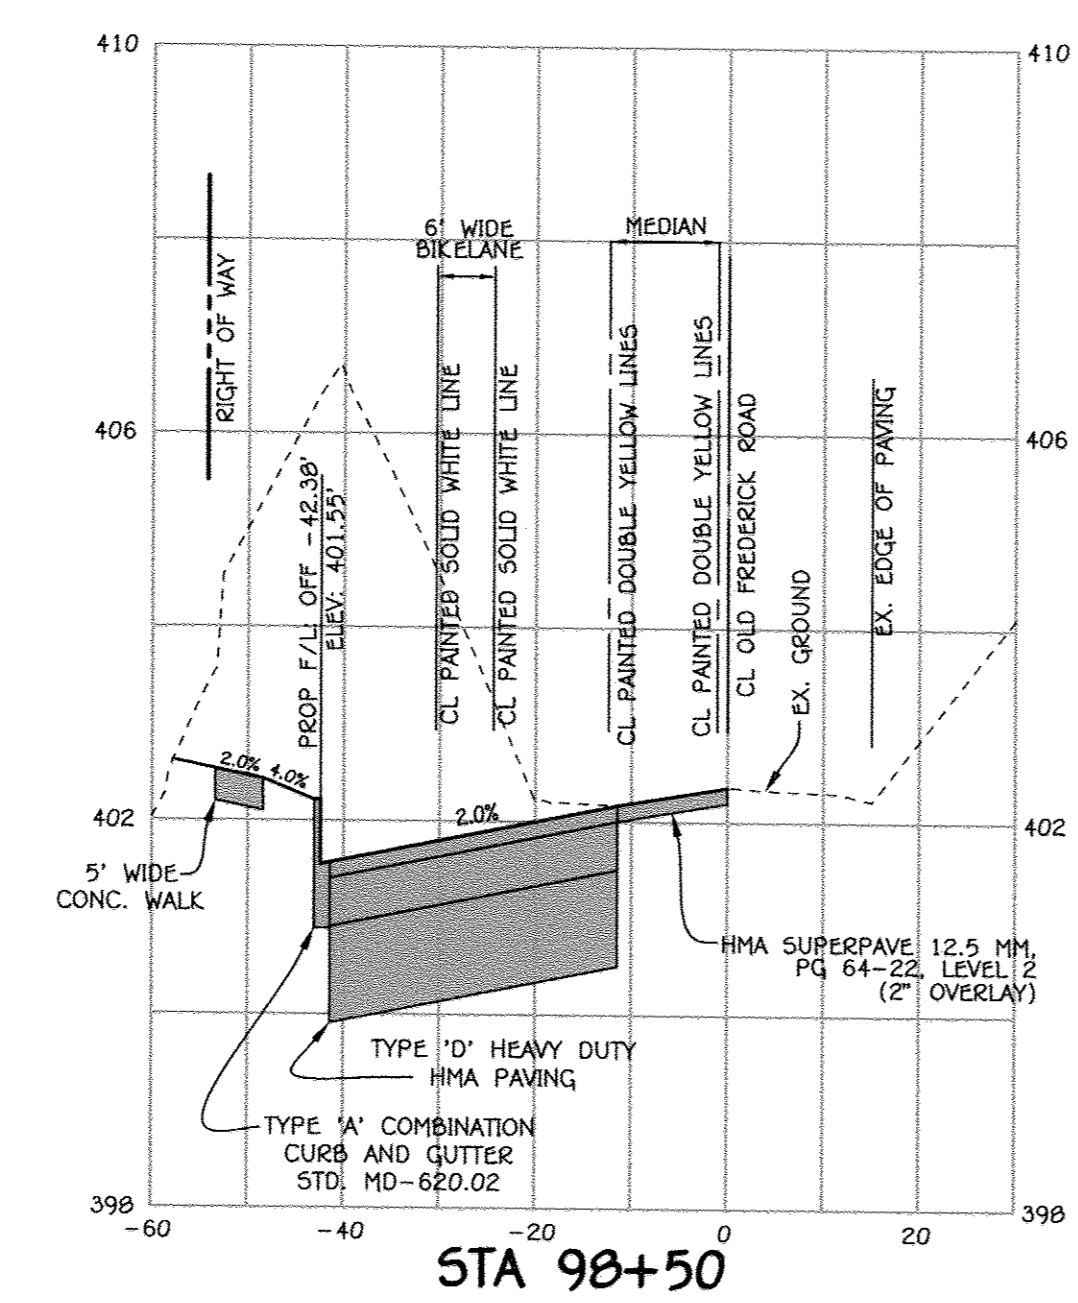 410
410
6' WIDE
BIKELANE
MEDIAN
RIGHT OF WAY
406
406
PROP F/L: OFF -42.38'
ELEV: 401.55'
CL PAINTED SOLID WHITE LINE
CL PAINTED SOLID WHITE LINE
CL PAINTED DOUBLE YELLOW LINES
CL PAINTED DOUBLE YELLOW LINES
CL OLD FREDERICK ROAD
EX. GROUND
EX. EDGE OF PAVING
2.0%
4.0%
2.0%
402
402
5' WIDE
CONC. WALK
HMA SUPERPAVE 12.5 MM,
PG 64-22, LEVEL 2
(2" OVERLAY)
TYPE 'D' HEAVY DUTY
HMA PAVING
TYPE 'A' COMBINATION
CURB AND GUTTER
STD. MD-620.02
398
398
-60
-40
-20
0
20
STA 98+50